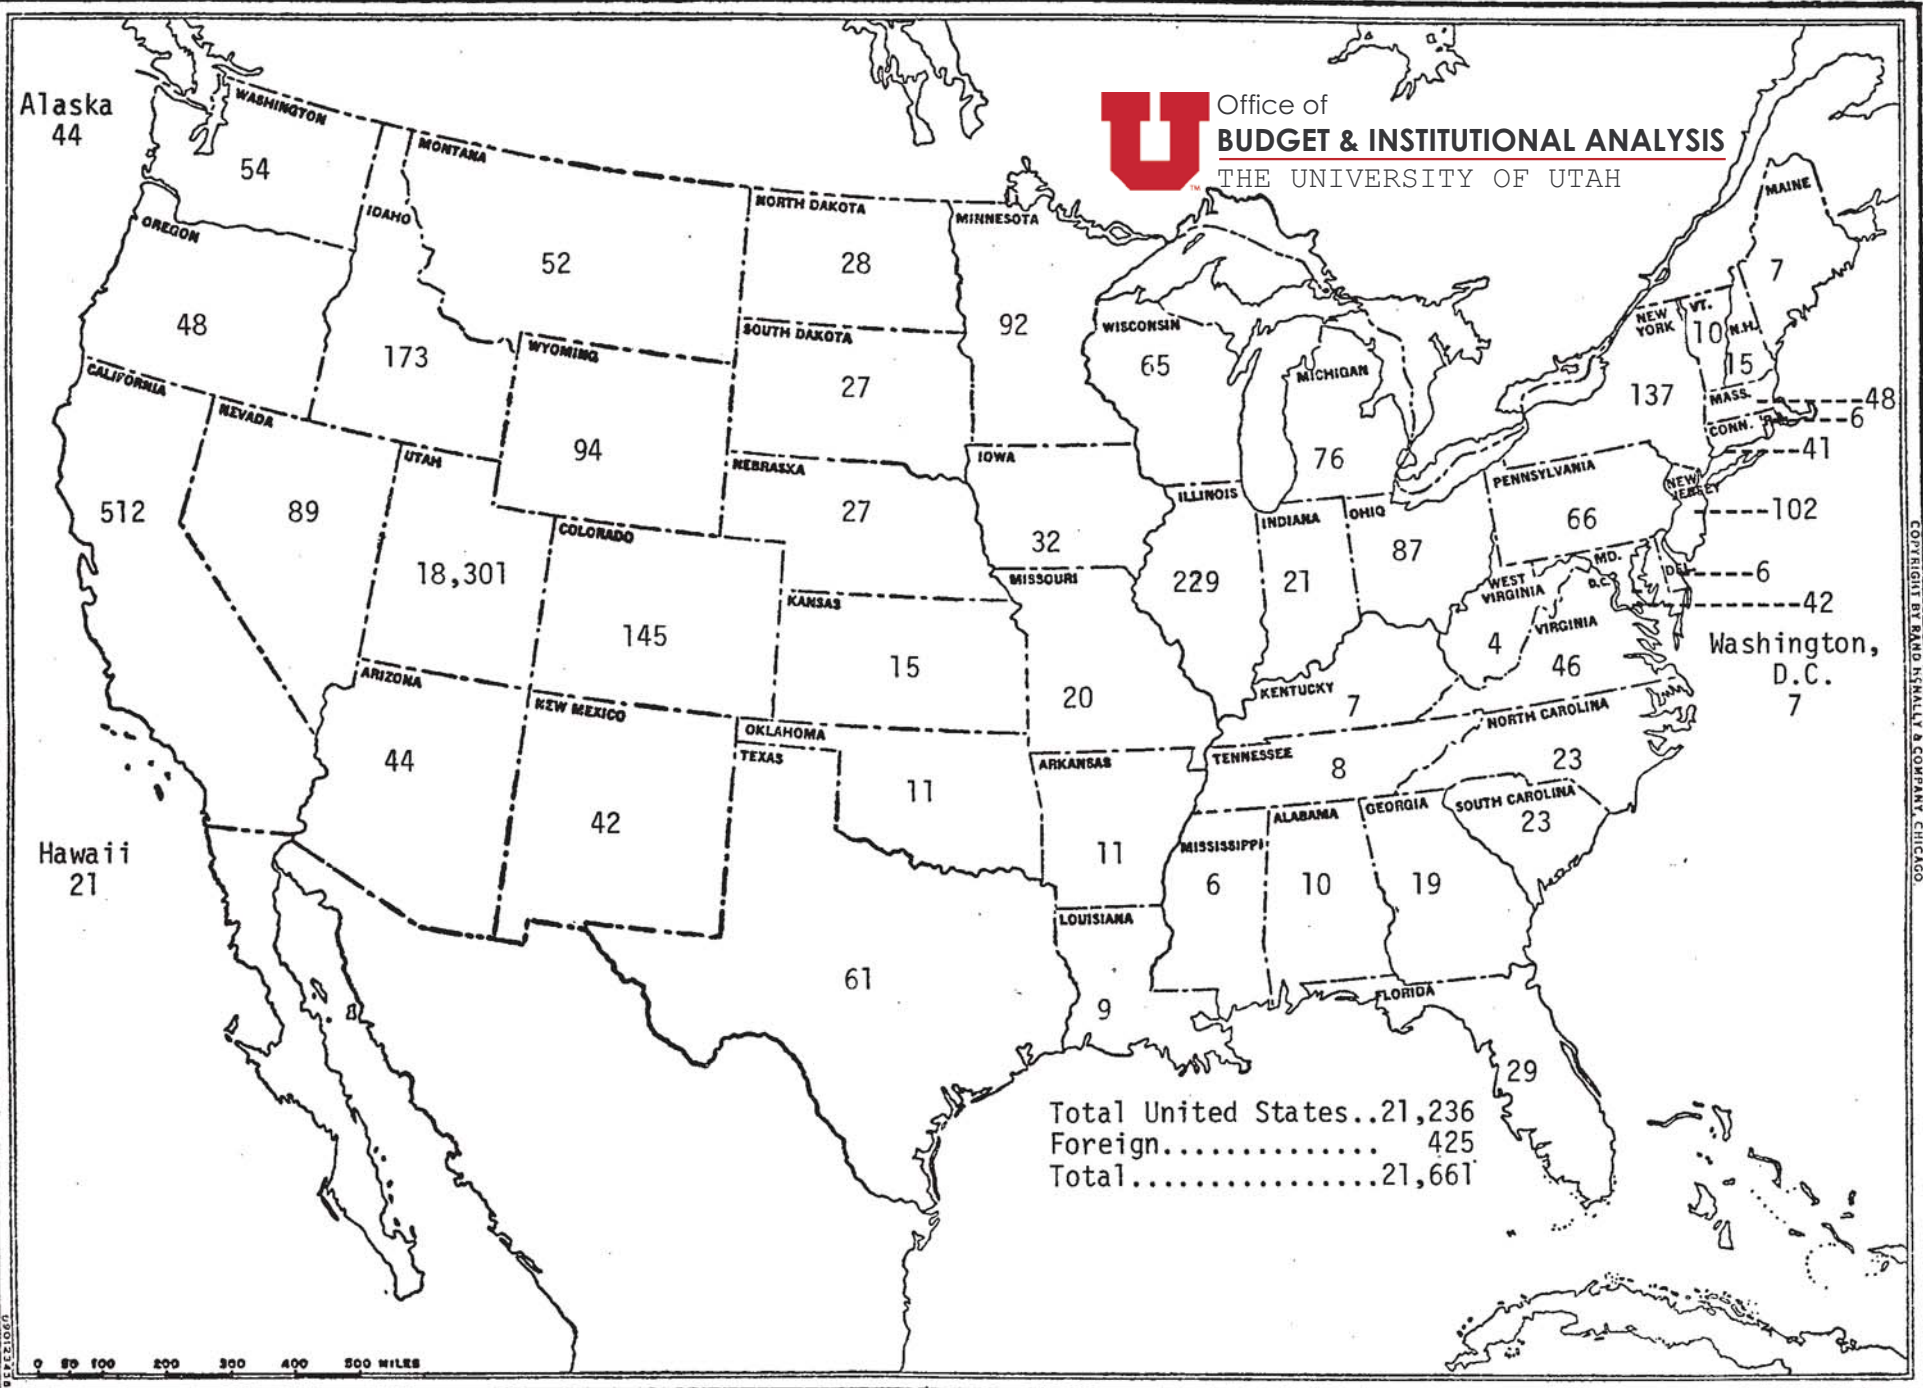 Office of
BUDGET & INSTITUTIONAL ANALYSIS
THE UNIVERSITY OF UTAH
TM
Alaska
44
WASHINGTON
54
MONTANA
52
IDAHO
173
OREGON
48
NORTH DAKOTA
28
MINNESOTA
92
MAINE
7
SOUTH DAKOTA
27
WISCONSIN
65
MICHIGAN
76
NEW
YORK
137
VT.
10
N.H.
15
MASS.
48
6
CONN.
41
WYOMING
94
CALIFORNIA
512
NEVADA
89
UTAH
18,301
NEBRASKA
27
IOWA
32
ILLINOIS
229
INDIANA
21
OHIO
87
PENNSYLVANIA
66
NEW
JERSEY
102
MD.
DEL.
6
D.C.
42
COLORADO
145
KANSAS
15
MISSOURI
20
WEST
VIRGINIA
4
VIRGINIA
46
Washington,
D.C.
7
KENTUCKY
7
ARIZONA
44
NEW MEXICO
42
OKLAHOMA
11
TEXAS
61
ARKANSAS
11
TENNESSEE
8
NORTH CAROLINA
23
SOUTH CAROLINA
23
Hawaii
21
MISSISSIPPI
6
ALABAMA
10
GEORGIA
19
LOUISIANA
9
FLORIDA
29
Total United States..21,236
Foreign.............. 425
Total................21,661
0 50 100 200 300 400 500 MILES
COPYRIGHT BY RAND McNALLY & COMPANY, CHICAGO.